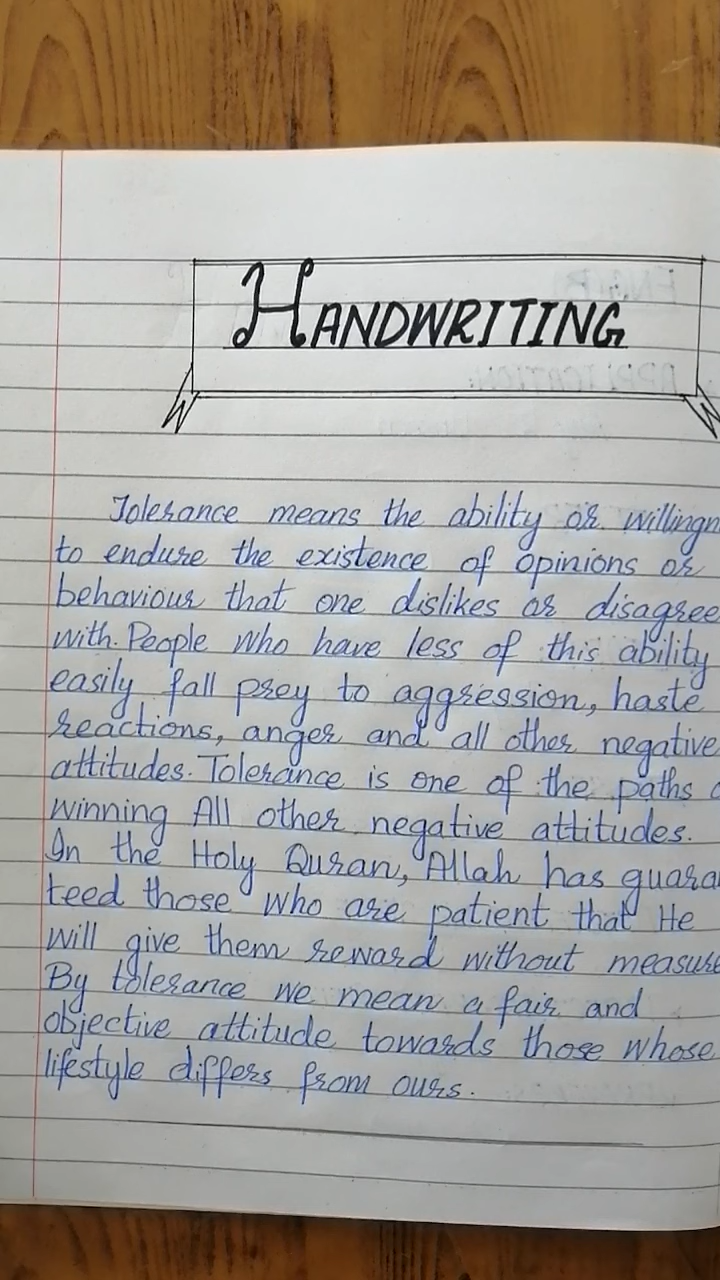 HANDWRITING
Tolerance means the ability or willingn
to endure the existence of opinions or
behaviour that one dislikes or disagree
with. People who have less of this ability
easily fall prey to aggression, haste
reactions, anger and all other negative
attitudes. Tolerance is one of the paths
winning All other negative attitudes.
In the Holy Quran, Allah has guara
teed those who are patient that He
will give them reward without measure
By tolerance we mean a fair and
objective attitude towards those whose
lifestyle differs from ours.